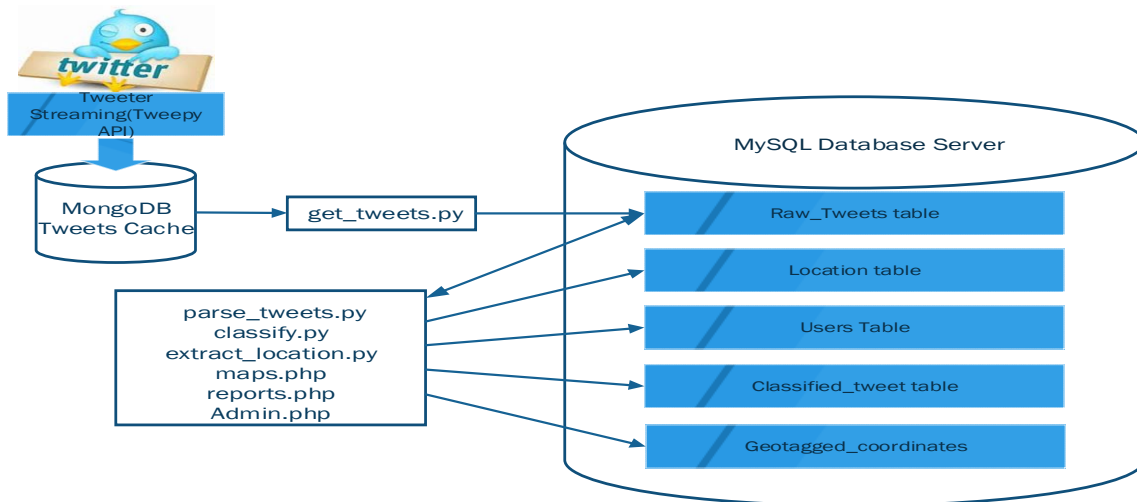 twitter
Tweeter
Streaming(Tweepy
API)
MongoDB
Tweets Cache
get_tweets.py
parse_tweets.py
classify.py
extract_location.py
maps.php
reports.php
Admin.php
MySQL Database Server
Raw_Tweets table
Location table
Users Table
Classified_tweet table
Geotagged_coordinates